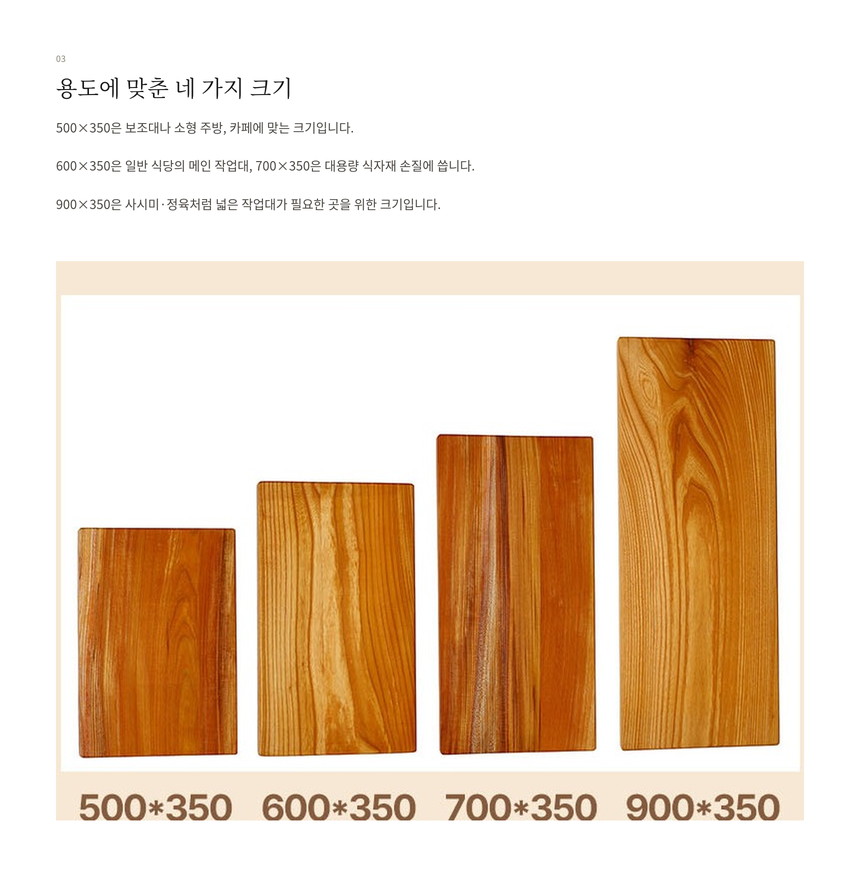 03
용도에 맞춘 네 가지 크기
500×350은 보조대나 소형 주방, 카페에 맞는 크기입니다.
600×350은 일반 식당의 메인 작업대, 700×350은 대용량 식자재 손질에 씁니다.
900×350은 사시미·정육처럼 넓은 작업대가 필요한 곳을 위한 크기입니다.
500*350 600*350 700*350 900*350